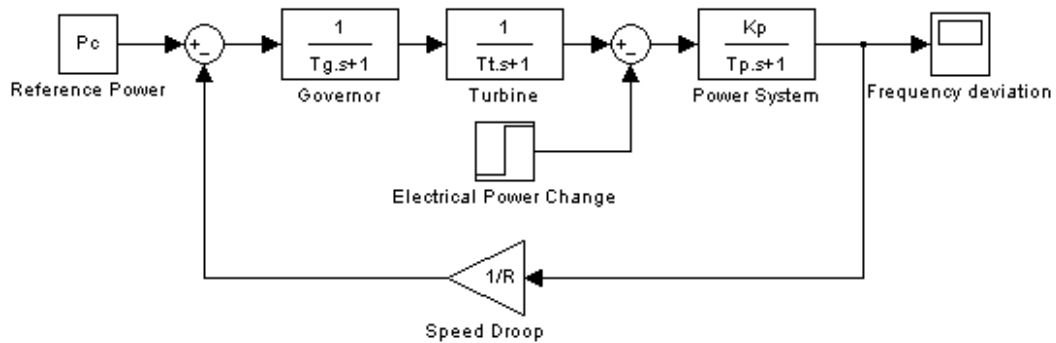 Pc
Reference Power
+
−
1
Tg.s+1
Governor
1
Tt.s+1
Turbine
+
−
Kp
Tp.s+1
Power System
Frequency deviation
Electrical Power Change
1/R
Speed Droop